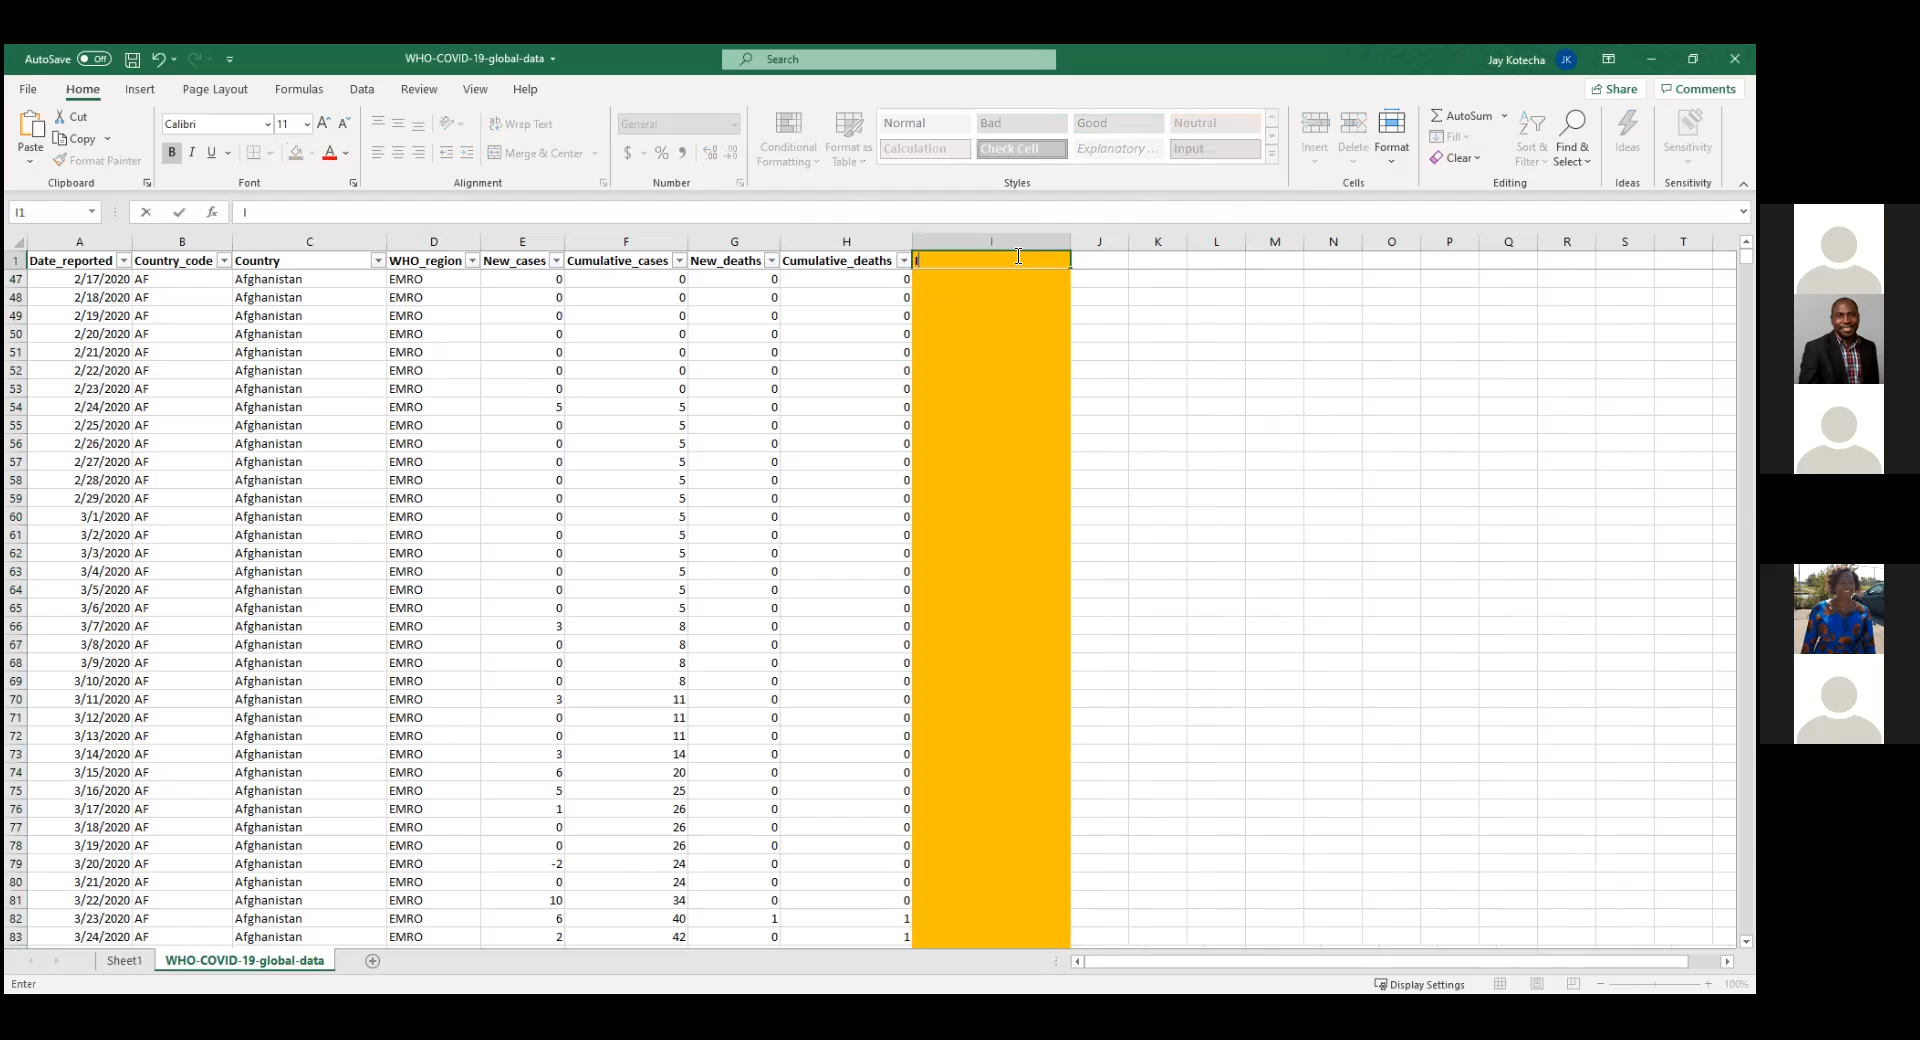 AutoSave Off WHO-COVID-19-global-data Search Jay Kotecha JK
File Home Insert Page Layout Formulas Data Review View Help Share Comments
Paste Cut Copy Format Painter Calibri 11 Wrap Text General Conditional Formatting Format as Table Normal Bad Good Neutral Insert Delete Format AutoSum Sort & Filter Find & Select Ideas Sensitivity
B I U Merge & Center $ % Calculation Check Cell Explanatory ... Input Fill Clear
Clipboard Font Alignment Number Styles Cells Editing Ideas Sensitivity
I1 fx I
A B C D E F G H I J K L M N O P Q R S T
1 Date_reported Country_code Country WHO_region New_cases Cumulative_cases New_deaths Cumulative_deaths I
47 2/17/2020 AF Afghanistan EMRO 0 0 0 0
48 2/18/2020 AF Afghanistan EMRO 0 0 0 0
49 2/19/2020 AF Afghanistan EMRO 0 0 0 0
50 2/20/2020 AF Afghanistan EMRO 0 0 0 0
51 2/21/2020 AF Afghanistan EMRO 0 0 0 0
52 2/22/2020 AF Afghanistan EMRO 0 0 0 0
53 2/23/2020 AF Afghanistan EMRO 0 0 0 0
54 2/24/2020 AF Afghanistan EMRO 5 5 0 0
55 2/25/2020 AF Afghanistan EMRO 0 5 0 0
56 2/26/2020 AF Afghanistan EMRO 0 5 0 0
57 2/27/2020 AF Afghanistan EMRO 0 5 0 0
58 2/28/2020 AF Afghanistan EMRO 0 5 0 0
59 2/29/2020 AF Afghanistan EMRO 0 5 0 0
60 3/1/2020 AF Afghanistan EMRO 0 5 0 0
61 3/2/2020 AF Afghanistan EMRO 0 5 0 0
62 3/3/2020 AF Afghanistan EMRO 0 5 0 0
63 3/4/2020 AF Afghanistan EMRO 0 5 0 0
64 3/5/2020 AF Afghanistan EMRO 0 5 0 0
65 3/6/2020 AF Afghanistan EMRO 0 5 0 0
66 3/7/2020 AF Afghanistan EMRO 3 8 0 0
67 3/8/2020 AF Afghanistan EMRO 0 8 0 0
68 3/9/2020 AF Afghanistan EMRO 0 8 0 0
69 3/10/2020 AF Afghanistan EMRO 0 8 0 0
70 3/11/2020 AF Afghanistan EMRO 3 11 0 0
71 3/12/2020 AF Afghanistan EMRO 0 11 0 0
72 3/13/2020 AF Afghanistan EMRO 0 11 0 0
73 3/14/2020 AF Afghanistan EMRO 3 14 0 0
74 3/15/2020 AF Afghanistan EMRO 6 20 0 0
75 3/16/2020 AF Afghanistan EMRO 5 25 0 0
76 3/17/2020 AF Afghanistan EMRO 1 26 0 0
77 3/18/2020 AF Afghanistan EMRO 0 26 0 0
78 3/19/2020 AF Afghanistan EMRO 0 26 0 0
79 3/20/2020 AF Afghanistan EMRO -2 24 0 0
80 3/21/2020 AF Afghanistan EMRO 0 24 0 0
81 3/22/2020 AF Afghanistan EMRO 10 34 0 0
82 3/23/2020 AF Afghanistan EMRO 6 40 1 1
83 3/24/2020 AF Afghanistan EMRO 2 42 0 1
Sheet1 WHO-COVID-19-global-data
Enter Display Settings 100%